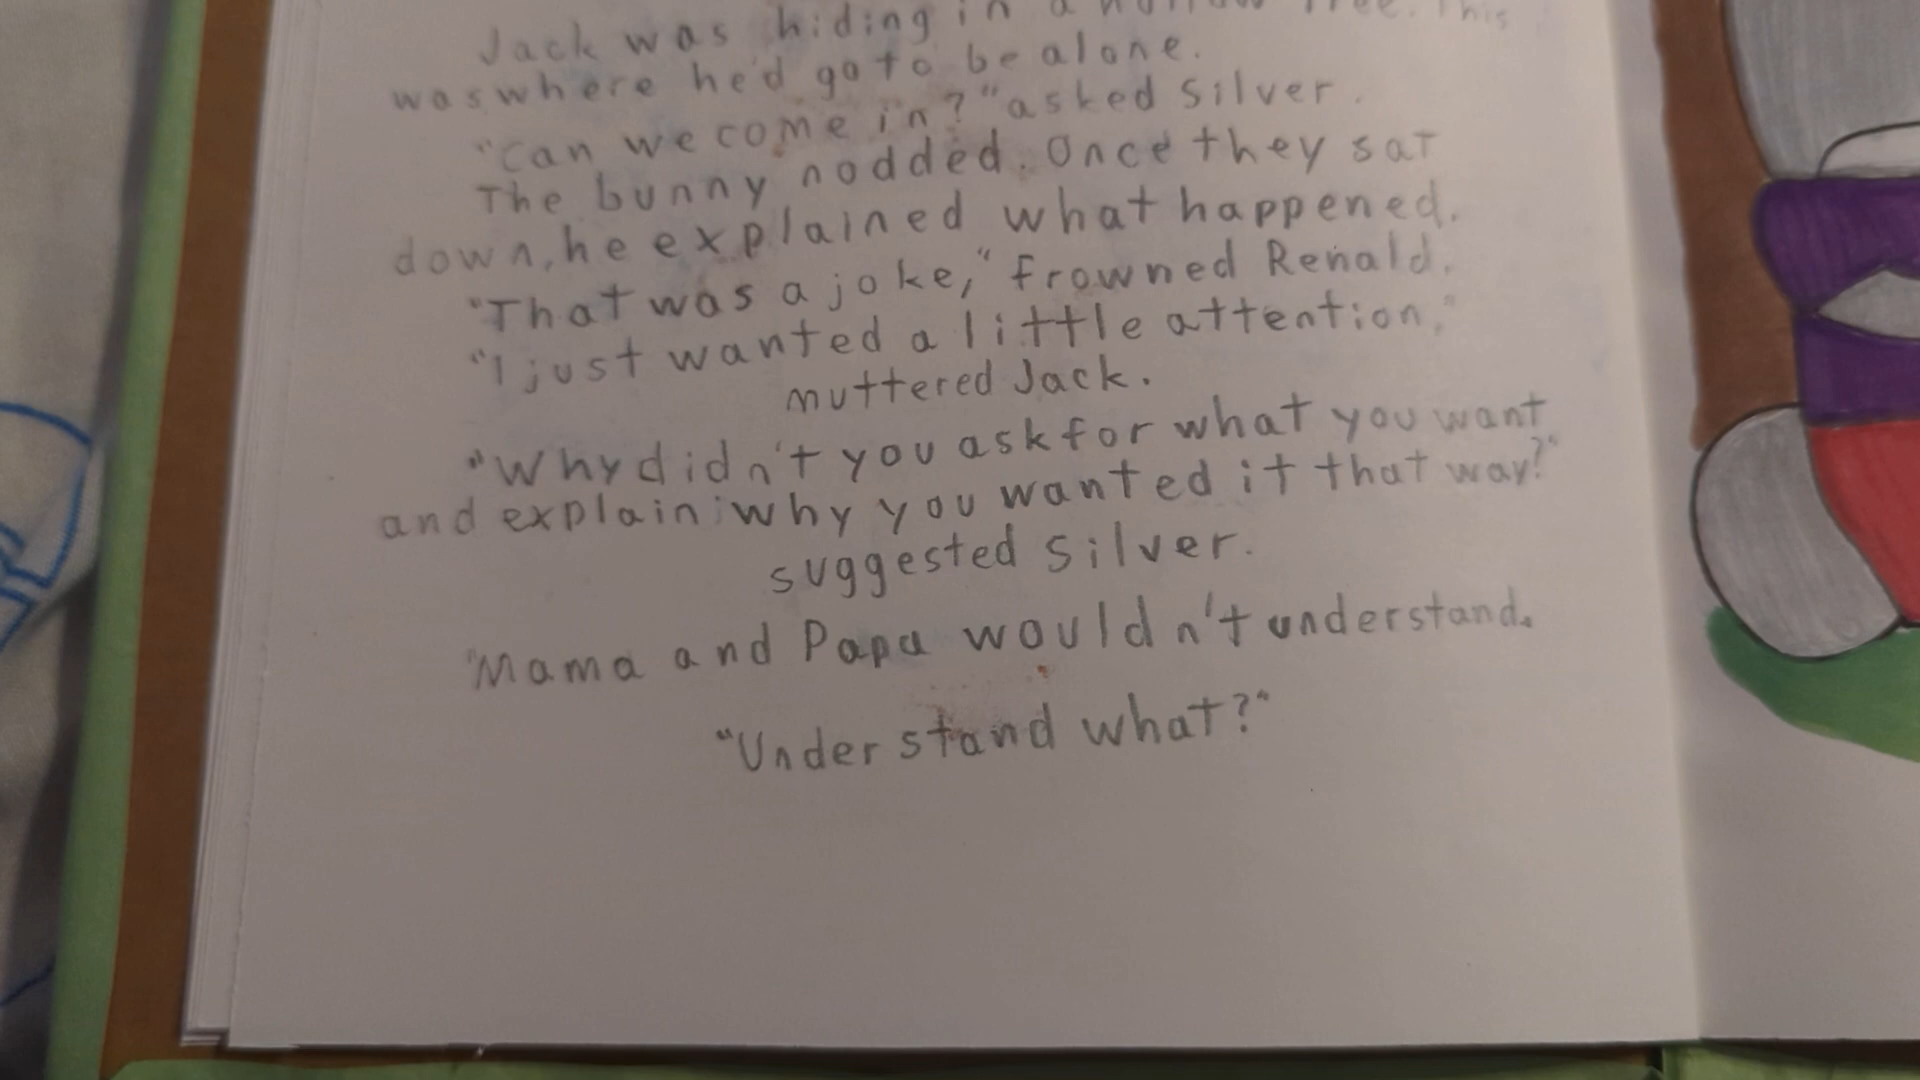 Jack was hiding in a hollow tree. This
was where he'd go to be alone.
"Can we come in?" asked Silver.
The bunny nodded. Once they sat
down, he explained what happened.
"That was a joke," frowned Renald.
"I just wanted a little attention,"
muttered Jack.
"Why didn't you ask for what you want
and explain why you wanted it that way?"
suggested Silver.
"Mama and Papa wouldn't understand.
"Understand what?"